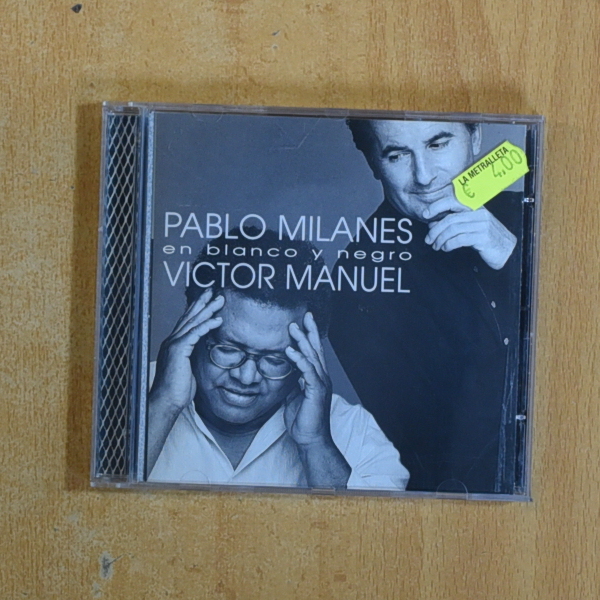 PABLO MILANES
en blanco y negro
VICTOR MANUEL
LA METRALLETA
€ 4,00